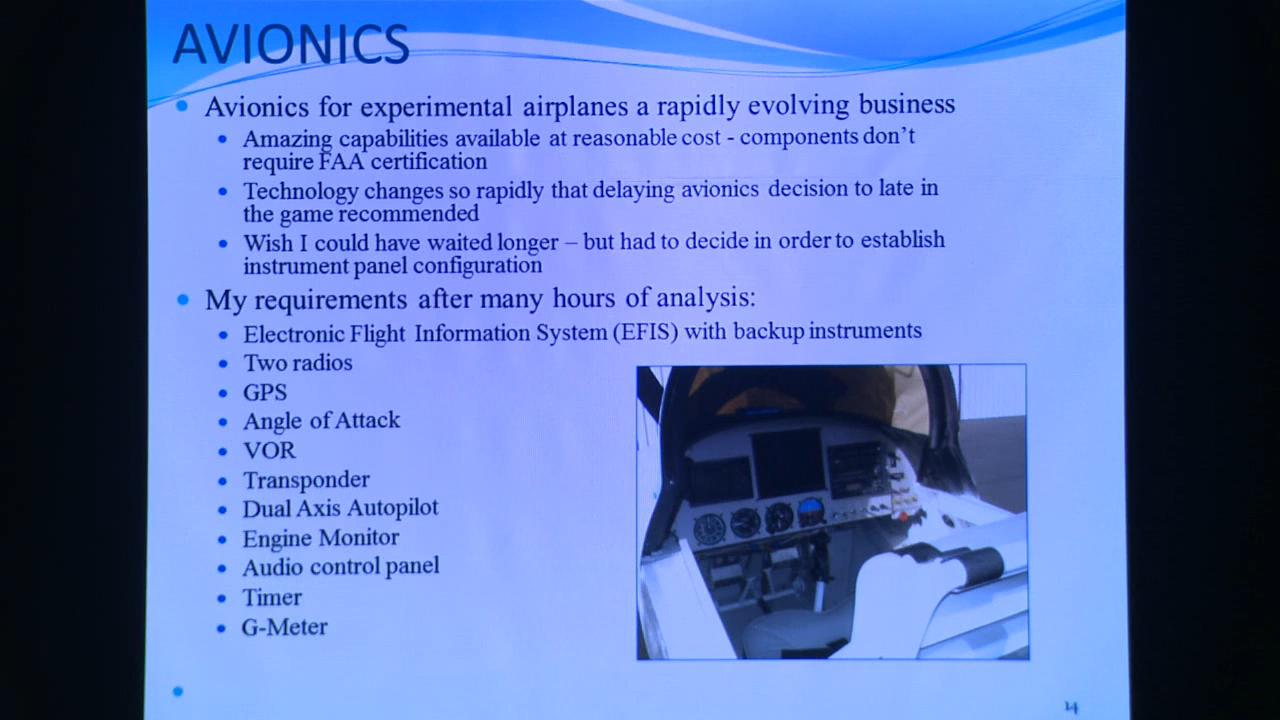 AVIONICS
Avionics for experimental airplanes a rapidly evolving business
Amazing capabilities available at reasonable cost - components don't
require FAA certification
Technology changes so rapidly that delaying avionics decision to late in
the game recommended
Wish I could have waited longer – but had to decide in order to establish
instrument panel configuration
My requirements after many hours of analysis:
Electronic Flight Information System (EFIS) with backup instruments
Two radios
GPS
Angle of Attack
VOR
Transponder
Dual Axis Autopilot
Engine Monitor
Audio control panel
Timer
G-Meter
14